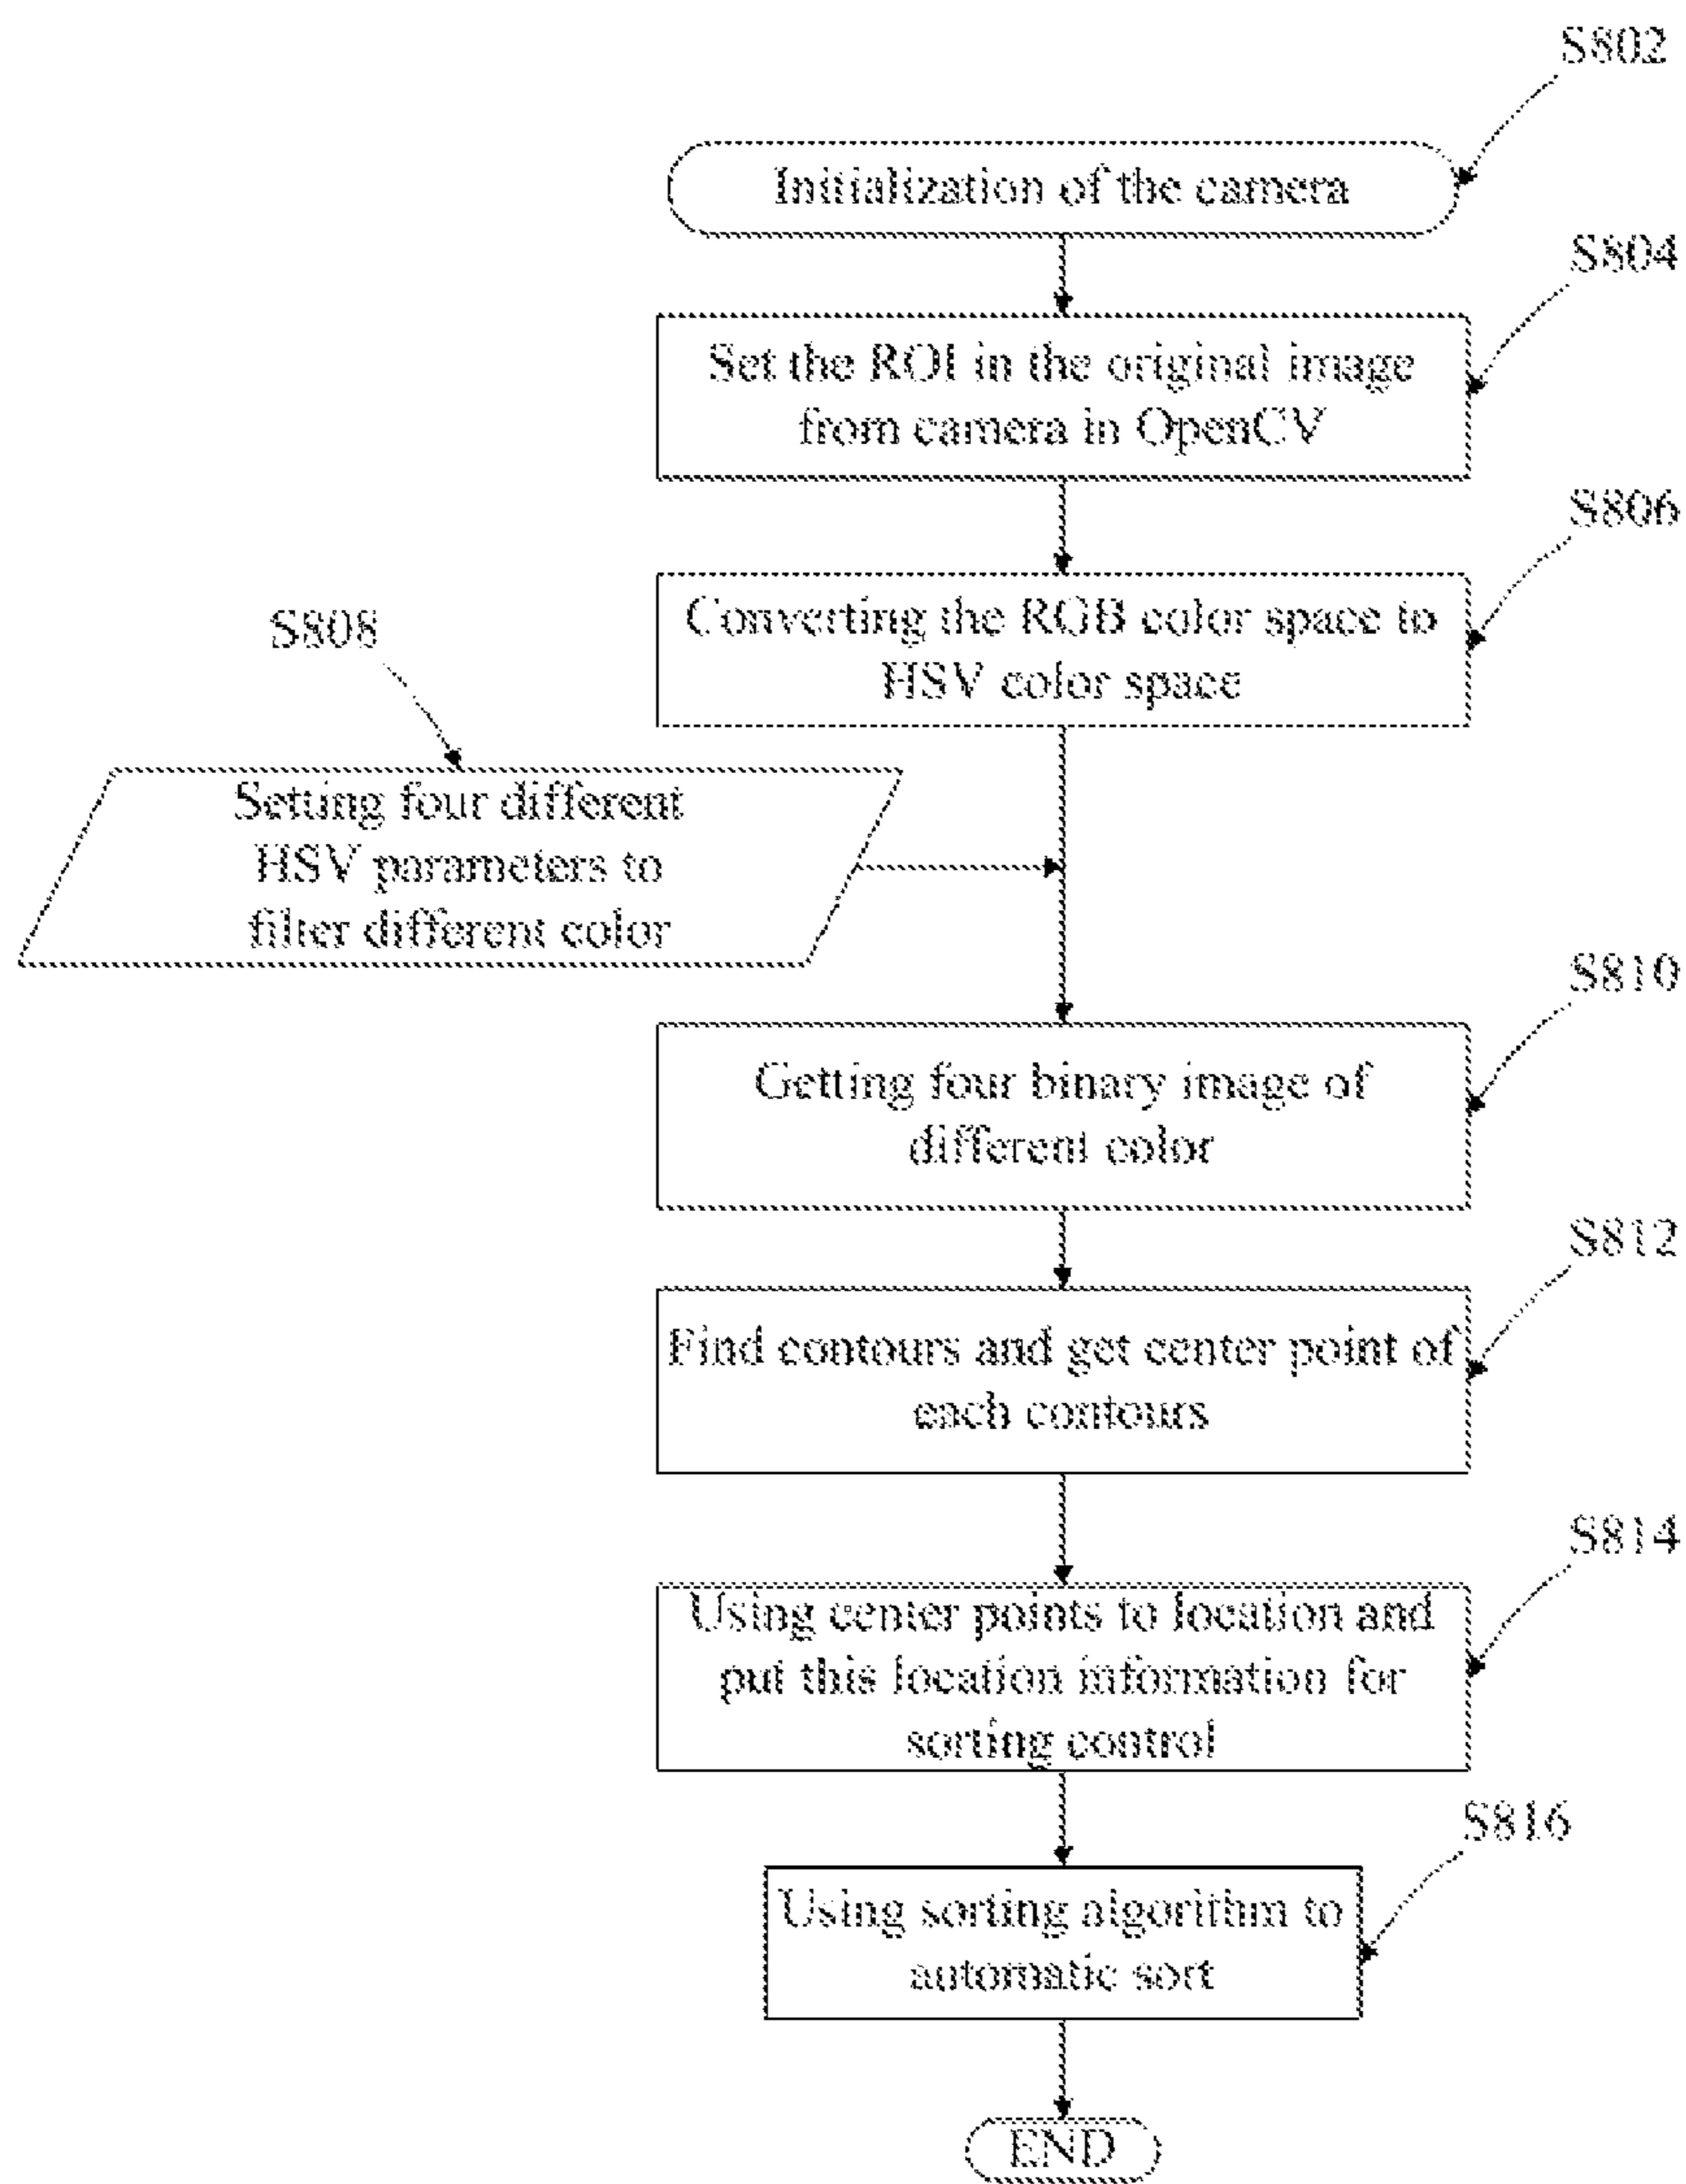 S802
Initialization of the camera
S804
Set the ROI in the original image
from camera in OpenCV
S806
Converting the RGB color space to
HSV color space
S808
Setting four different
HSV parameters to
filter different color
S810
Getting four binary image of
different color
S812
Find contours and get center point of
each contours
S814
Using center points to location and
put this location information for
sorting control
S816
Using sorting algorithm to
automatic sort
END